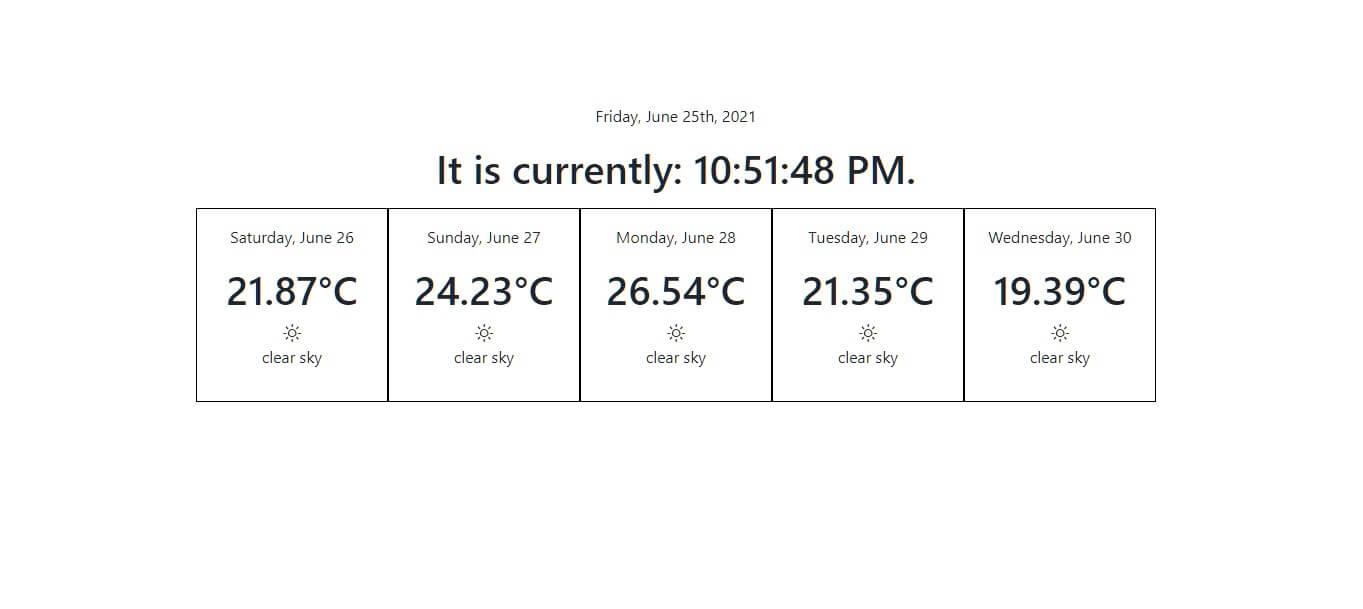 Friday, June 25th, 2021
It is currently: 10:51:48 PM.
Saturday, June 26
21.87°C
clear sky
Sunday, June 27
24.23°C
clear sky
Monday, June 28
26.54°C
clear sky
Tuesday, June 29
21.35°C
clear sky
Wednesday, June 30
19.39°C
clear sky